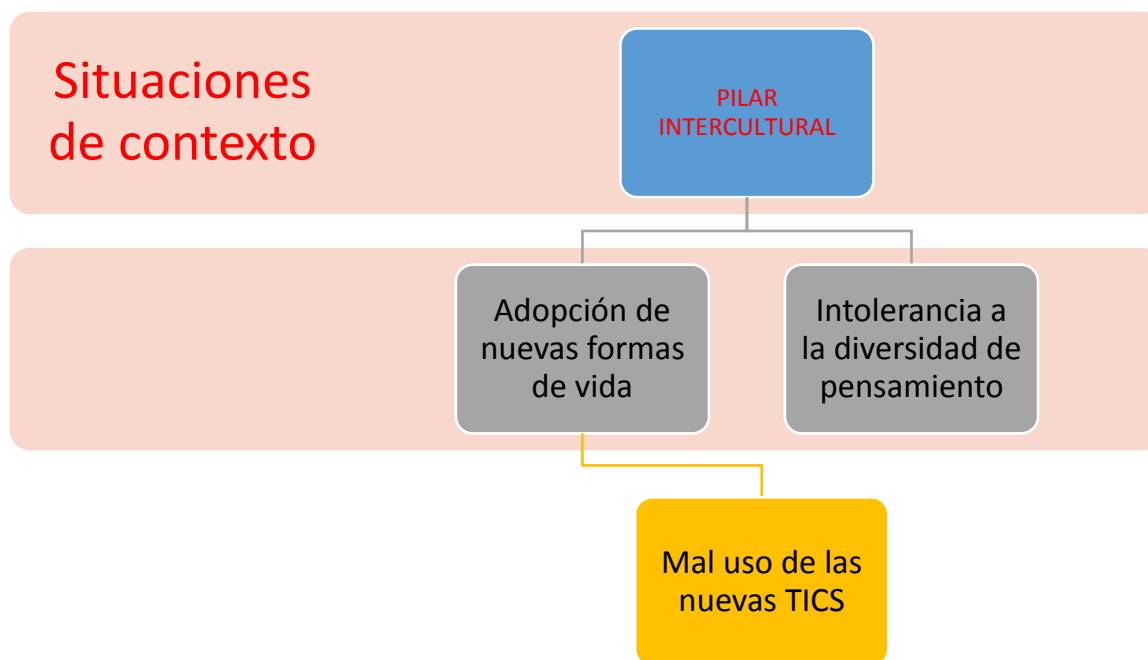 Situaciones
de contexto
PILAR
INTERCULTURAL
Adopción de
nuevas formas
de vida
Intolerancia a
la diversidad de
pensamiento
Mal uso de las
nuevas TICS